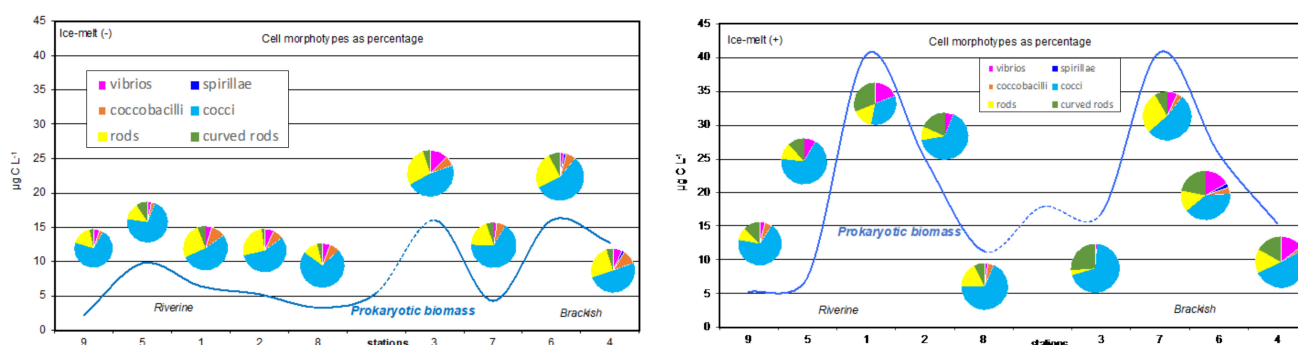 45
40
35
30
25
20
15
10
5
0
µg C L-1
Ice-melt (-)
Cell morphotypes as percentage
vibrios spirillae
coccobacilli cocci
rods curved rods
Riverine
Prokaryotic biomass
Brackish
9 5 1 2 8 stations 3 7 6 4
45
40
35
30
25
20
15
10
5
0
µg C L-1
Ice-melt (+)
Cell morphotypes as percentage
vibrios spirillae
coccobacilli cocci
rods curved rods
Prokaryotic biomass
Riverine
Brackish
9 5 1 2 8 stations 3 7 6 4